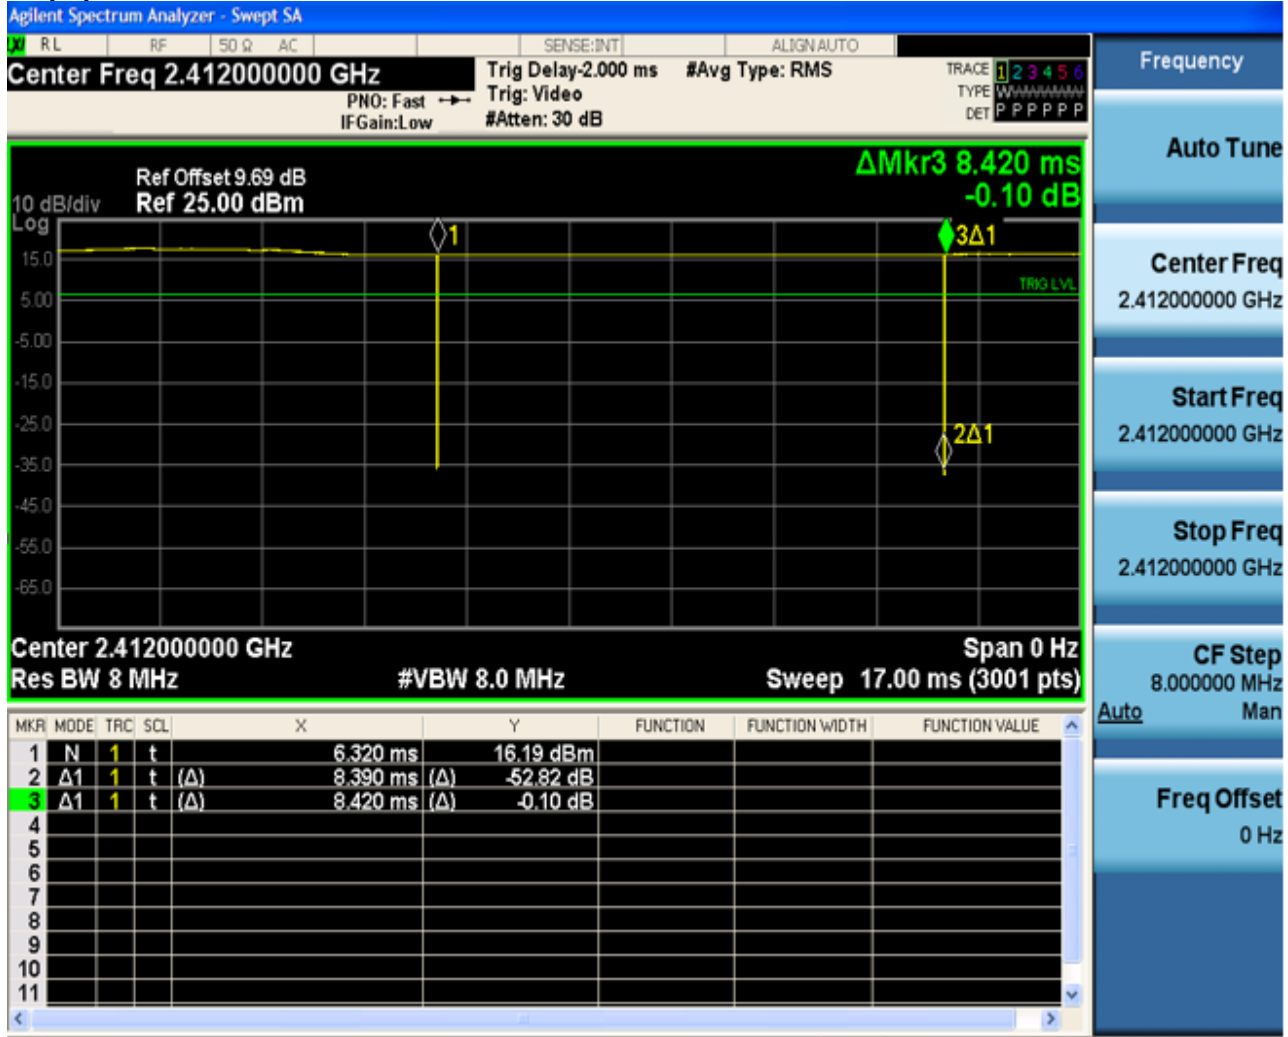 Agilent Spectrum Analyzer - Swept SA
RL RF 50 Ω AC SENSE:INT ALIGNAUTO
Center Freq 2.412000000 GHz
PNO: Fast
IFGain:Low
Trig Delay-2.000 ms
Trig: Video
#Atten: 30 dB
#Avg Type: RMS
TRACE 1 2 3 4 5 6
TYPE WWWWWW
DET P P P P P P
ΔMkr3 8.420 ms
-0.10 dB
Ref Offset 9.69 dB
10 dB/div Ref 25.00 dBm
Log
1
3Δ1
15.0
TRIG LVL
5.00
-5.00
-15.0
-25.0
2Δ1
-35.0
-45.0
-55.0
-65.0
Center 2.412000000 GHz Span 0 Hz
Res BW 8 MHz #VBW 8.0 MHz Sweep 17.00 ms (3001 pts)
MKR MODE TRC SCL X Y FUNCTION FUNCTION WIDTH FUNCTION VALUE
1 N 1 t 6.320 ms 16.19 dBm
2 Δ1 1 t (Δ) 8.390 ms (Δ) -52.82 dB
3 Δ1 1 t (Δ) 8.420 ms (Δ) -0.10 dB
4
5
6
7
8
9
10
11
Frequency
Auto Tune
Center Freq
2.412000000 GHz
Start Freq
2.412000000 GHz
Stop Freq
2.412000000 GHz
CF Step
8.000000 MHz
Auto Man
Freq Offset
0 Hz